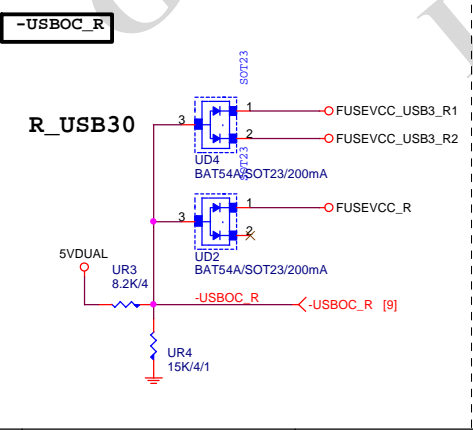 -USBOC_R
SOT23
R_USB30
3
1
FUSEVCC_USB3_R1
2
FUSEVCC_USB3_R2
UD4
BAT54A/SOT23/200mA
SOT23
3
1
FUSEVCC_R
2
UD2
BAT54A/SOT23/200mA
5VDUAL
UR3
8.2K/4
-USBOC_R
-USBOC_R [9]
UR4
15K/4/1